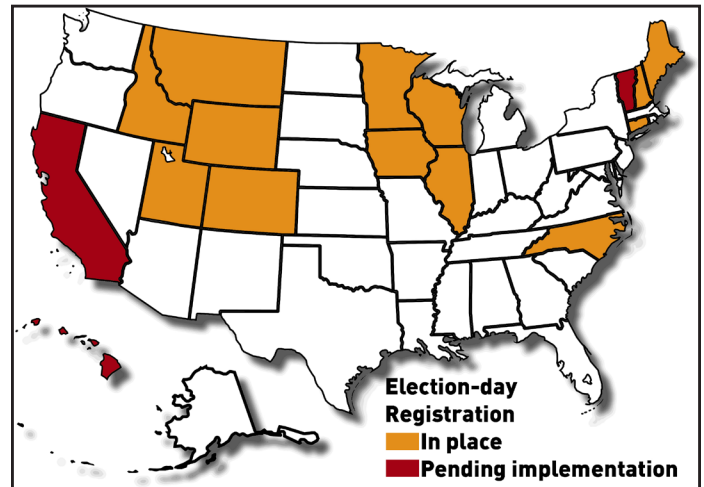 Election-day
Registration
In place
Pending implementation